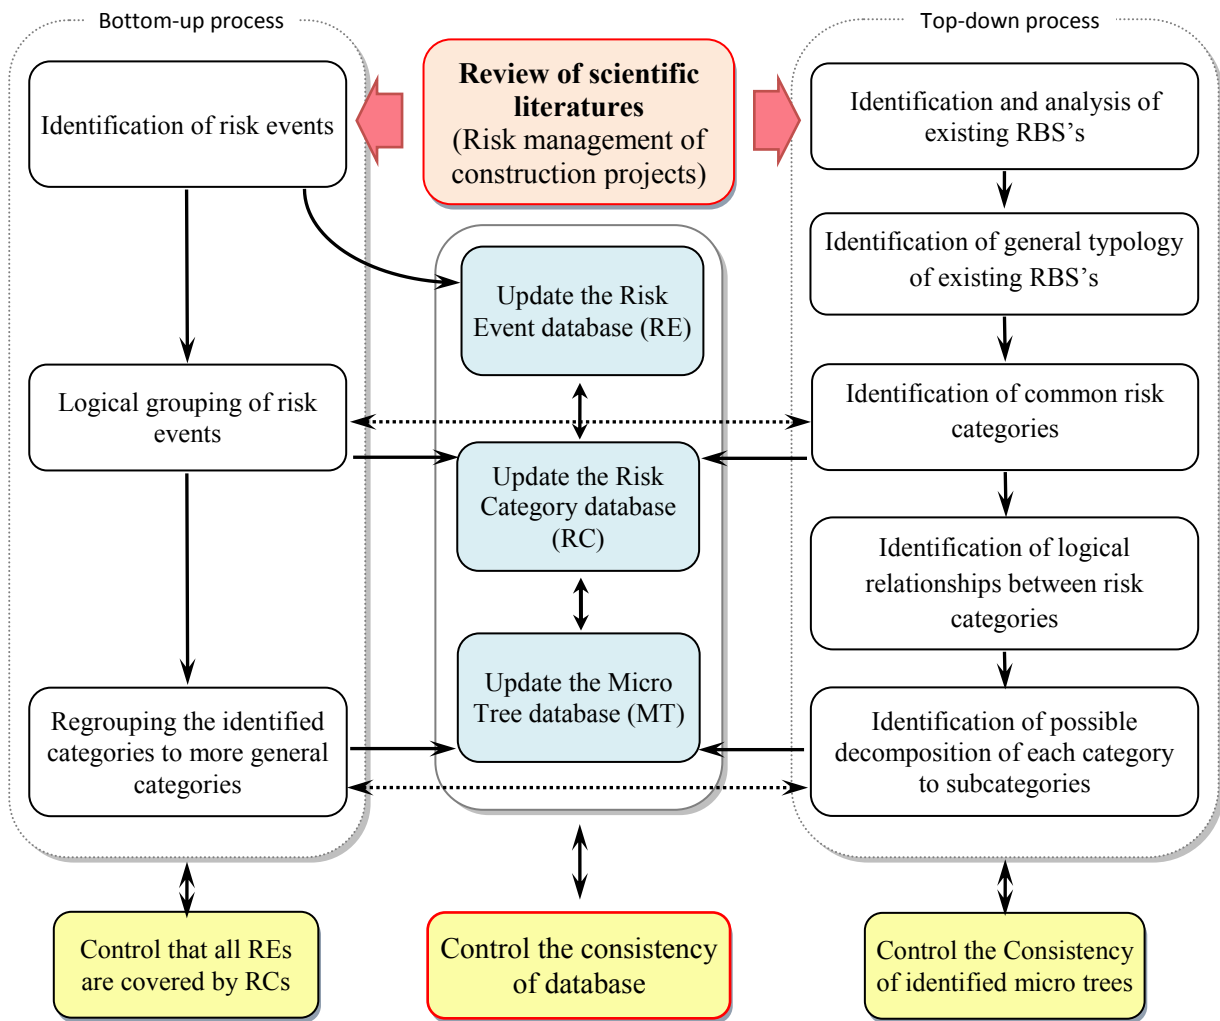 Bottom-up process
Identification of risk events
Logical grouping of risk
events
Regrouping the identified
categories to more general
categories
Control that all REs
are covered by RCs
Review of scientific
literatures
(Risk management of
construction projects)
Update the Risk
Event database (RE)
Update the Risk
Category database
(RC)
Update the Micro
Tree database (MT)
Control the consistency
of database
Top-down process
Identification and analysis of
existing RBS's
Identification of general typology
of existing RBS's
Identification of common risk
categories
Identification of logical
relationships between risk
categories
Identification of possible
decomposition of each category
to subcategories
Control the Consistency
of identified micro trees